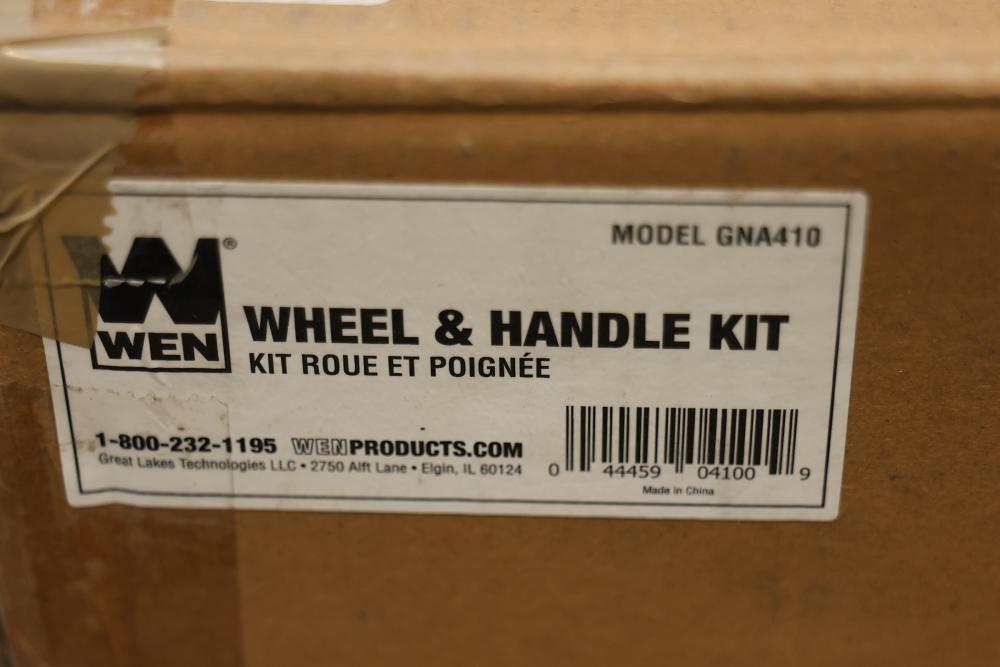 MODEL GNA410
W®
WEN
WHEEL & HANDLE KIT
KIT ROUE ET POIGNÉE
1-800-232-1195 WENPRODUCTS.COM
Great Lakes Technologies LLC • 2750 Alft Lane • Elgin, IL 60124
0 44459 04100 9
Made in China